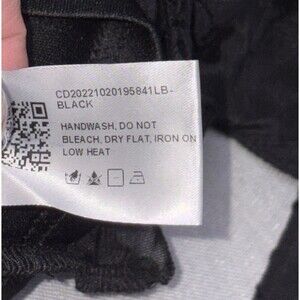 CD20221020195841LB-
BLACK
HANDWASH, DO NOT
BLEACH, DRY FLAT, IRON ON
LOW HEAT